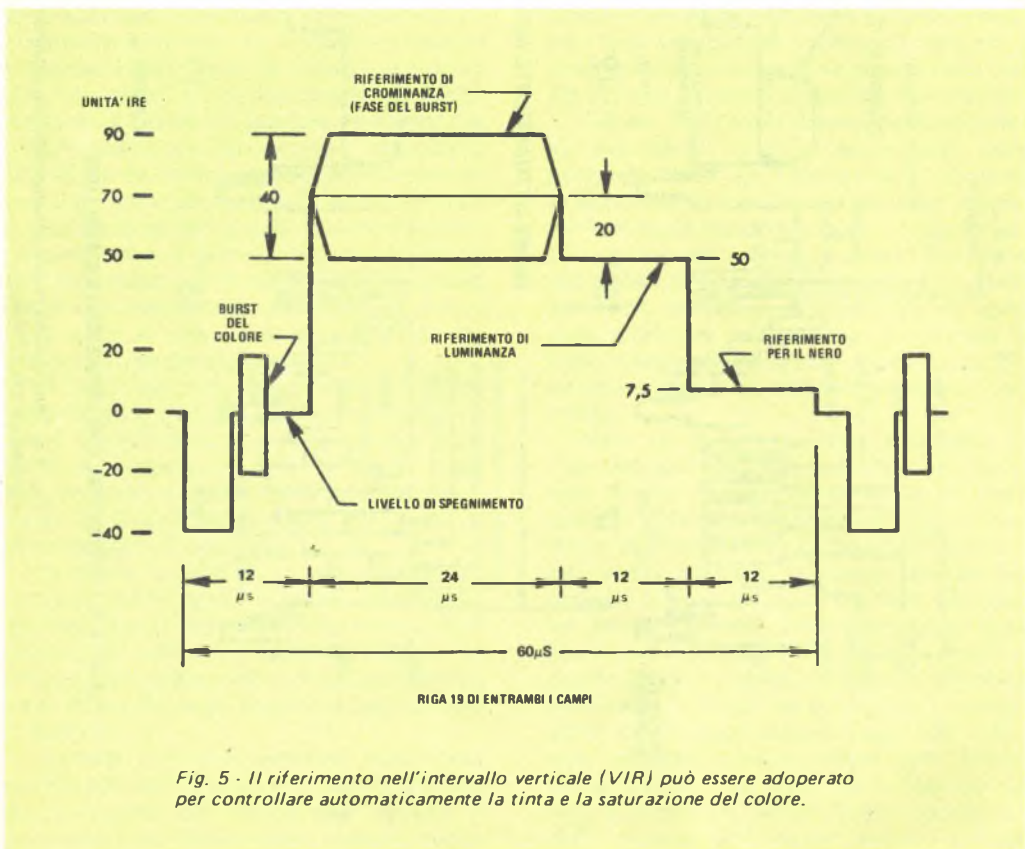 RIFERIMENTO DI
CROMINANZA
(FASE DEL BURST)
UNITA' IRE
90
70
50
20
0
-20
-40
40
20
50
7,5
BURST
DEL
COLORE
RIFERIMENTO DI
LUMINANZA
RIFERIMENTO
PER IL NERO
LIVELLO DI SPEGNIMENTO
12
µs
24
µs
12
µs
12
µs
60µS
RIGA 19 DI ENTRAMBI I CAMPI
Fig. 5 - Il riferimento nell'intervallo verticale (VIR) può essere adoperato
per controllare automaticamente la tinta e la saturazione del colore.